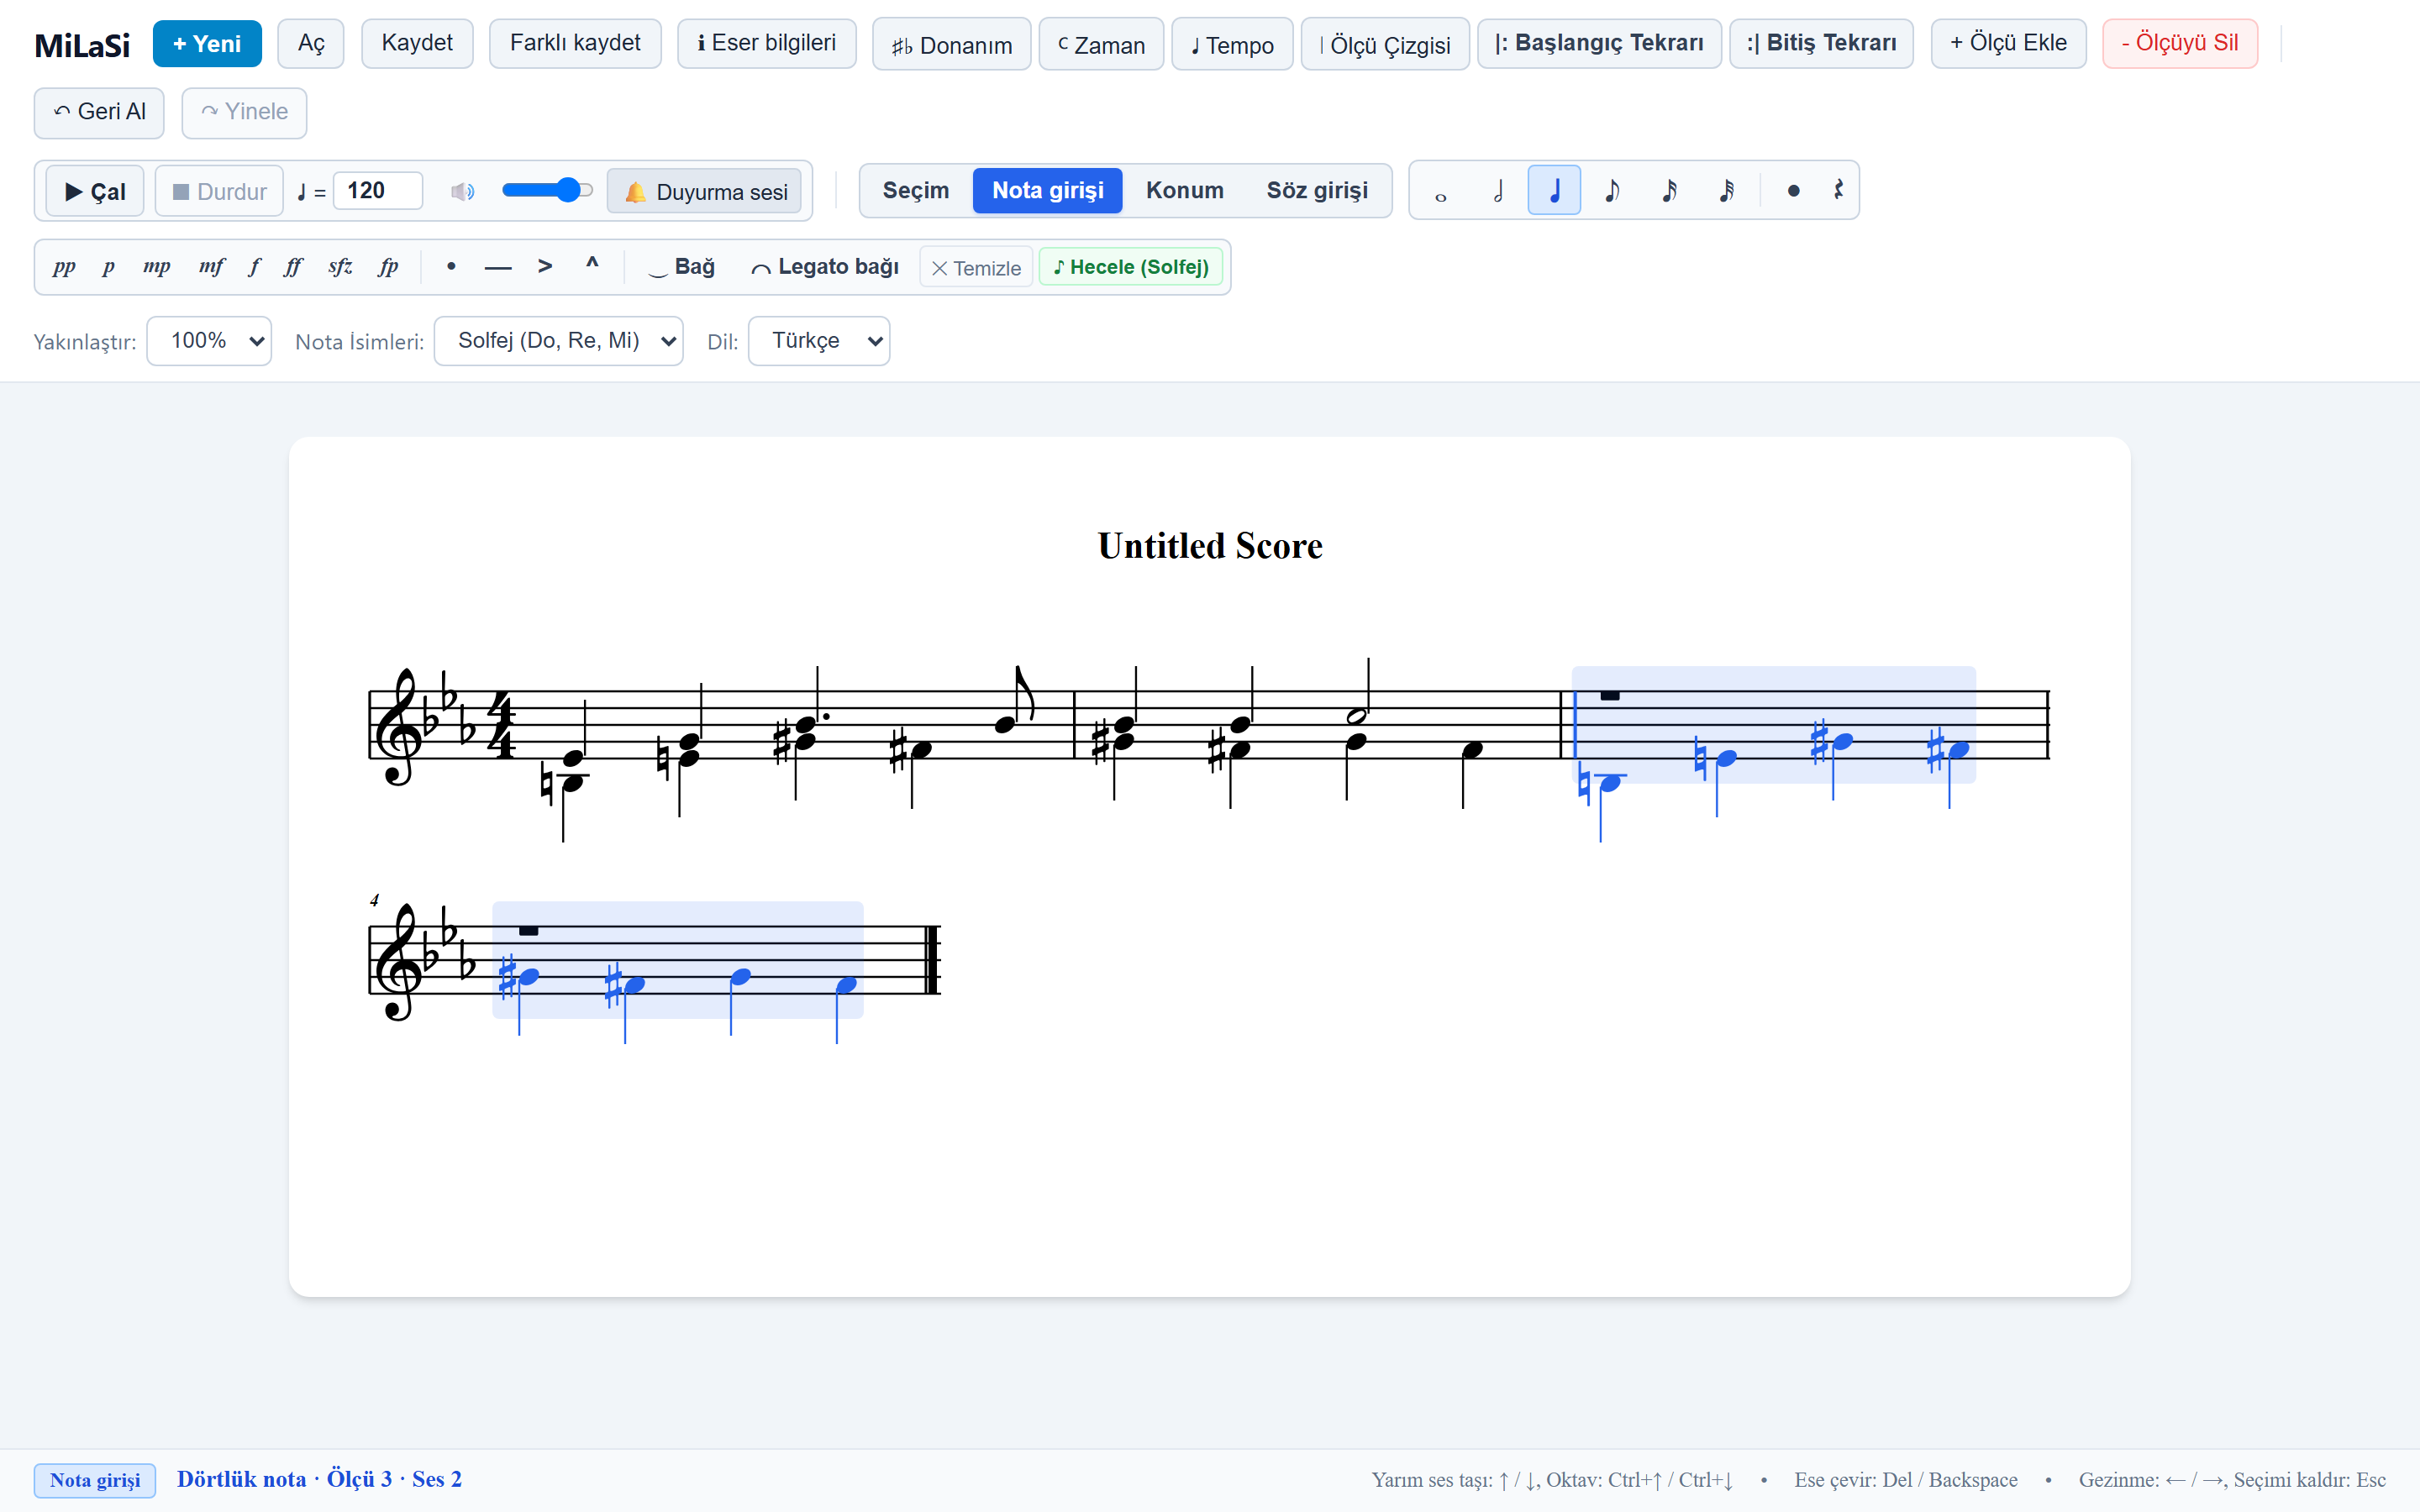 MiLaSi + Yeni Aç Kaydet Farklı kaydet ℹ Eser bilgileri ♯♭ Donanım C Zaman ♩ Tempo | Ölçü Çizgisi |: Başlangıç Tekrarı :| Bitiş Tekrarı + Ölçü Ekle - Ölçüyü Sil
↶ Geri Al ↷ Yinele
▶ Çal ■ Durdur ♩ = 120 🔊 🔔 Duyurma sesi Seçim Nota girişi Konum Söz girişi
pp p mp mf f ff sfz fp • — > ^ ‿ Bağ ⌒ Legato bağı ✕ Temizle ♪ Hecele (Solfej)
Yakınlaştır: 100% Nota İsimleri: Solfej (Do, Re, Mi) Dil: Türkçe
Untitled Score
4
4
4
Nota girişi Dörtlük nota · Ölçü 3 · Ses 2 Yarım ses taşı: ↑ / ↓, Oktav: Ctrl+↑ / Ctrl+↓ • Ese çevir: Del / Backspace • Gezinme: ← / →, Seçimi kaldır: Esc